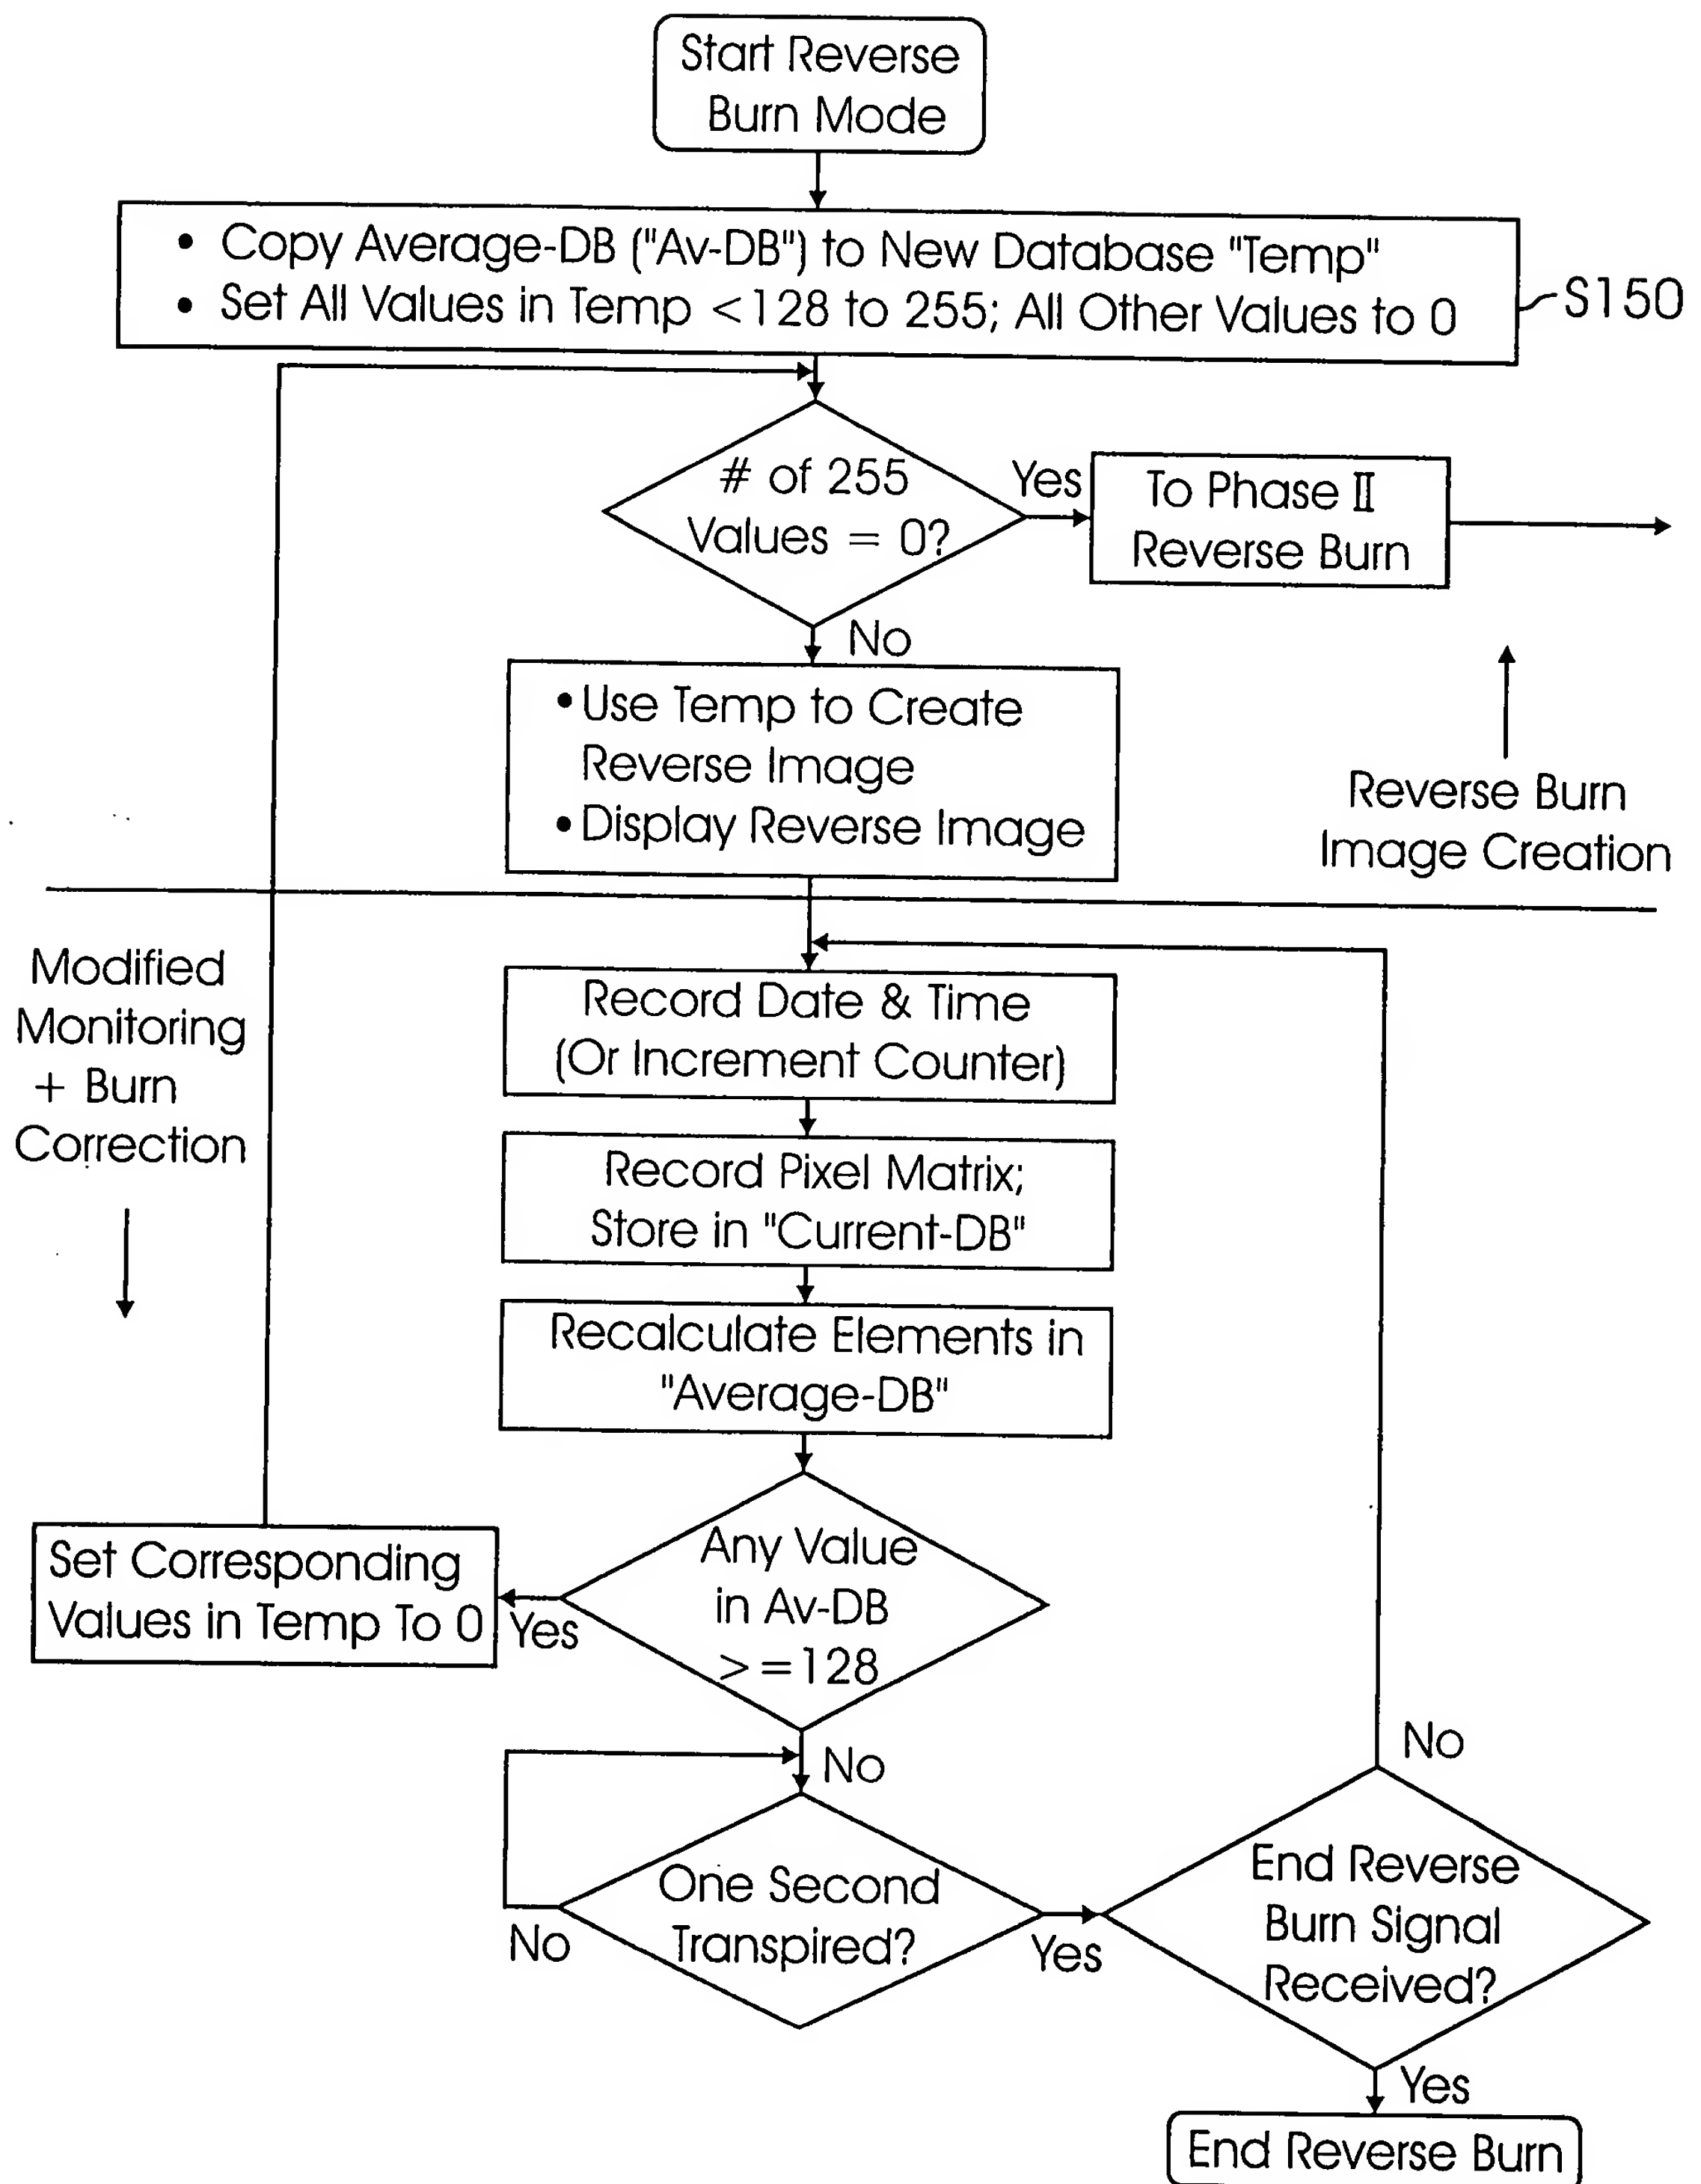 Start Reverse
Burn Mode
• Copy Average-DB ("Av-DB") to New Database "Temp"
• Set All Values in Temp <128 to 255; All Other Values to 0
S150
# of 255
Values = 0?
Yes
To Phase II
Reverse Burn
No
• Use Temp to Create
Reverse Image
• Display Reverse Image
Reverse Burn
Image Creation
Modified
Monitoring
+ Burn
Correction
Record Date & Time
(Or Increment Counter)
Record Pixel Matrix;
Store in "Current-DB"
Recalculate Elements in
"Average-DB"
Any Value
in Av-DB
>=128
Yes
Set Corresponding
Values in Temp To 0
No
One Second
Transpired?
No
Yes
End Reverse
Burn Signal
Received?
No
Yes
End Reverse Burn